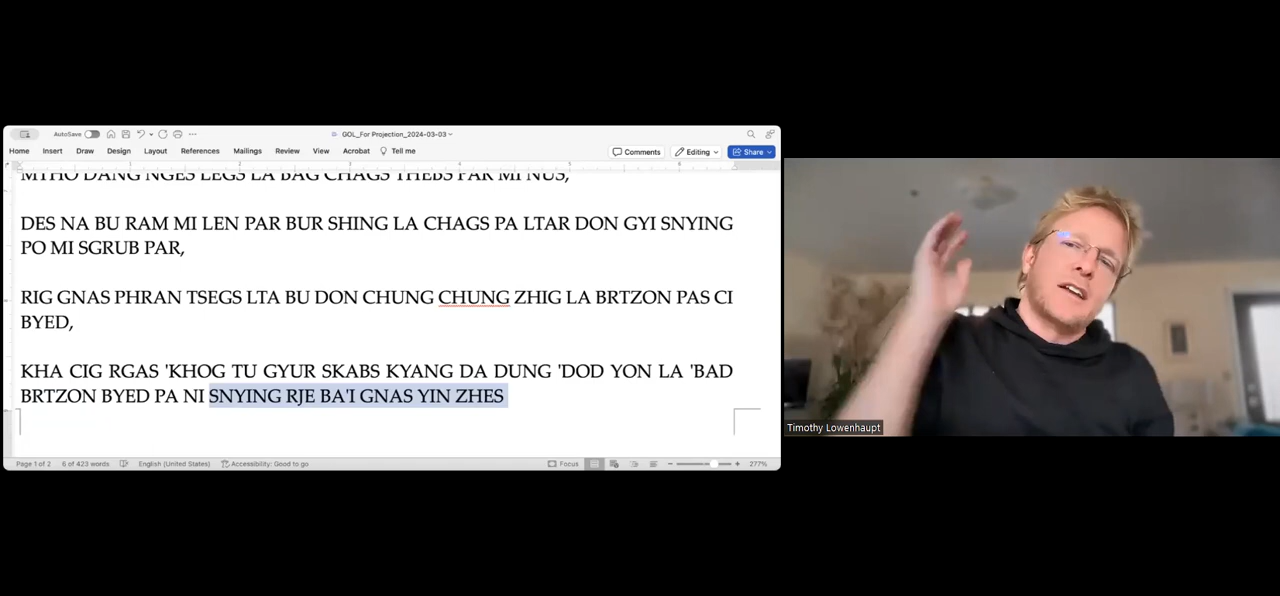 AutoSave
GOL_For Projection_2024-03-03
Home Insert Draw Design Layout References Mailings Review View Acrobat Tell me
Comments Editing Share
1 2 4
MTHO DANG NGES LEGS LA BAG CHAGS THEBS PAR MI NUS,
DES NA BU RAM MI LEN PAR BUR SHING LA CHAGS PA LTAR DON GYI SNYING
PO MI SGRUB PAR,
RIG GNAS PHRAN TSEGS LTA BU DON CHUNG CHUNG ZHIG LA BRTZON PAS CI
BYED,
KHA CIG RGAS 'KHOG TU GYUR SKABS KYANG DA DUNG 'DOD YON LA 'BAD
BRTZON BYED PA NI SNYING RJE BA'I GNAS YIN ZHES
Page 1 of 2 6 of 423 words English (United States) Accessibility: Good to go Focus 277%
Timothy Lowenhaupt